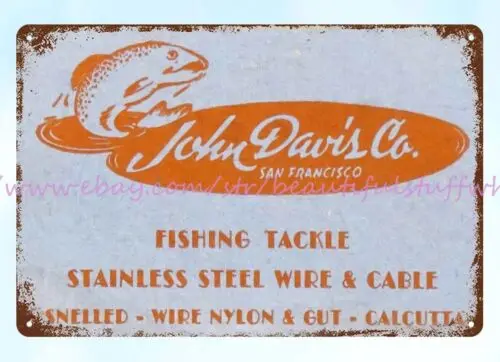 John Davis Co.
SAN FRANCISCO
www.ebay.com/str/beautifulstuffwh
FISHING TACKLE
STAINLESS STEEL WIRE & CABLE
SNELLED - WIRE NYLON & GUT - CALCUTTA